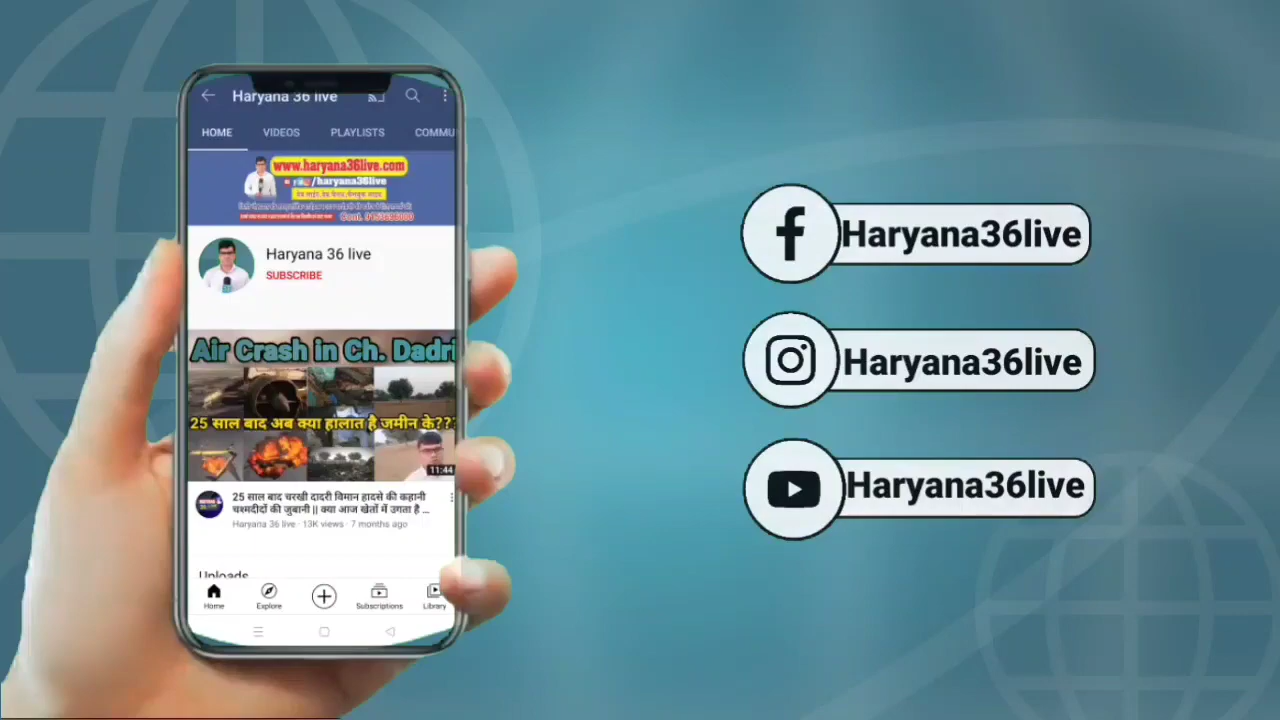 Haryana 36 live
HOME VIDEOS PLAYLISTS COMMU
www.haryana36live.com
/haryana36live
Cont. 9153636000
Haryana 36 live
SUBSCRIBE
Air Crash in Ch. Dadri
25 साल बाद अब क्या हालात है जमीन के???
11:44
25 साल बाद चरखी दादरी विमान हादसे की कहानी
चश्मदीदों की जुबानी || क्या आज खेतों में उगता है ...
Haryana 36 live · 13K views · 7 months ago
Uploads
Home Explore Subscriptions Library
Haryana36live
Haryana36live
Haryana36live